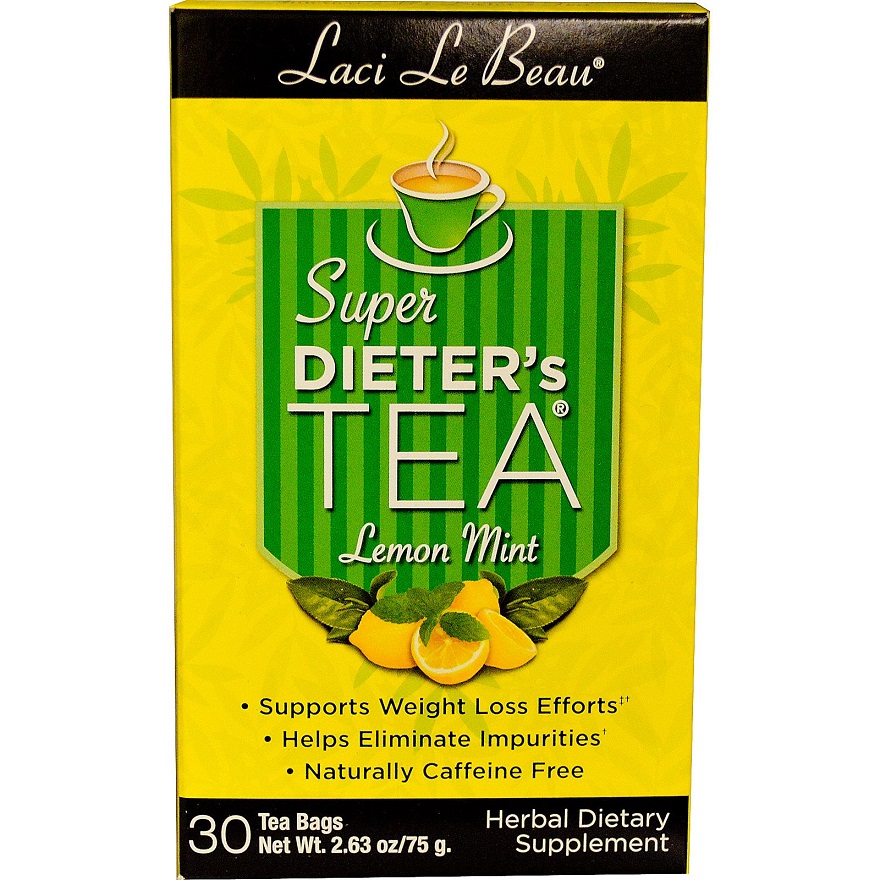 Laci Le Beau®
Super
DIETER's
TEA®
Lemon Mint
• Supports Weight Loss Efforts‡†
• Helps Eliminate Impurities†
• Naturally Caffeine Free
30 Tea Bags
Net Wt. 2.63 oz/75 g.
Herbal Dietary
Supplement